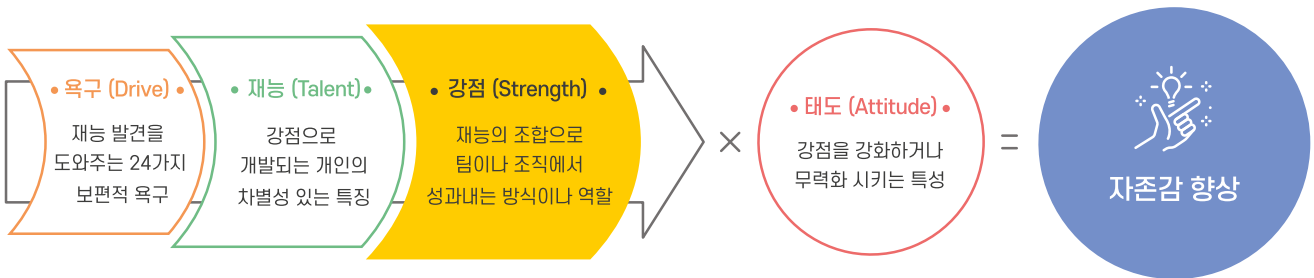 • 욕구 (Drive) •
재능 발견을
도와주는 24가지
보편적 욕구
• 재능 (Talent) •
강점으로
개발되는 개인의
차별성 있는 특징
• 강점 (Strength) •
재능의 조합으로
팀이나 조직에서
성과내는 방식이나 역할
×
• 태도 (Attitude) •
강점을 강화하거나
무력화 시키는 특성
=
자존감 향상